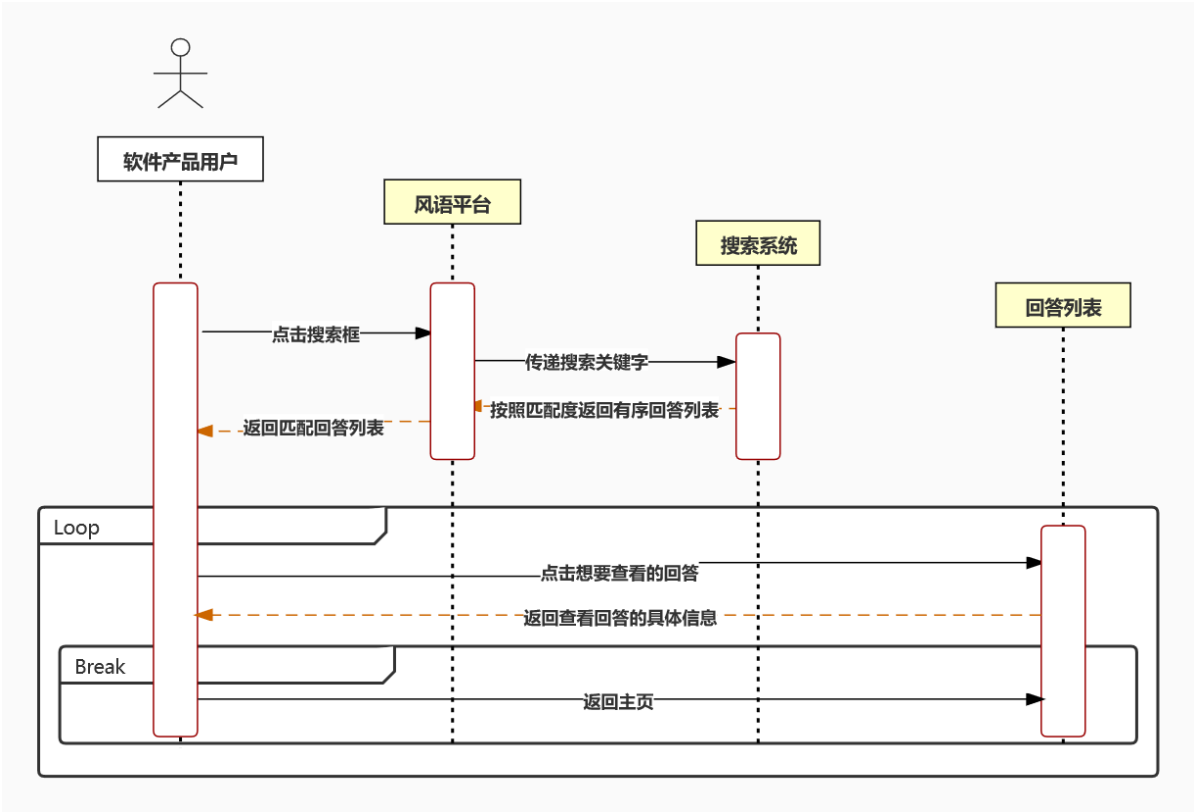 软件产品用户
风语平台
搜索系统
回答列表
点击搜索框
传递搜索关键字
按照匹配度返回有序回答列表
返回匹配回答列表
Loop
点击想要查看的回答
返回查看回答的具体信息
Break
返回主页